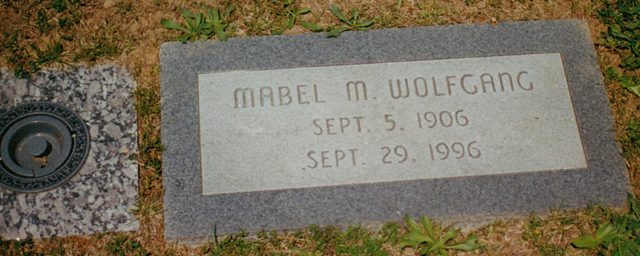 MABEL M. WOLFGANG
SEPT. 5, 1906
SEPT. 29, 1996